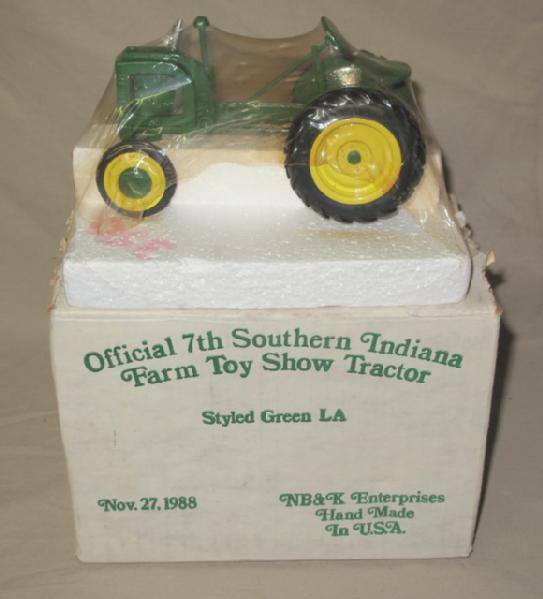 Official 7th Southern Indiana
Farm Toy Show Tractor
Styled Green LA
Nov. 27, 1988
NB&K Enterprises
Hand Made
In U.S.A.